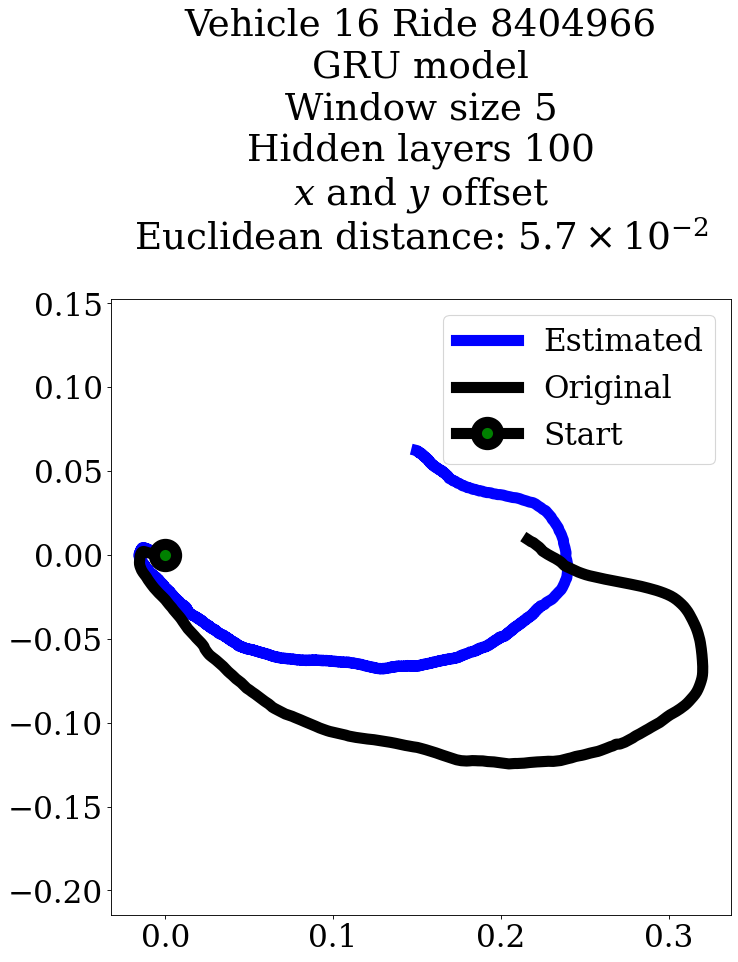 Vehicle 16 Ride 8404966
GRU model
Window size 5
Hidden layers 100
x and y offset
Euclidean distance: 5.7 × 10⁻²
Estimated
Original
Start
0.15
0.10
0.05
0.00
−0.05
−0.10
−0.15
−0.20
0.0 0.1 0.2 0.3